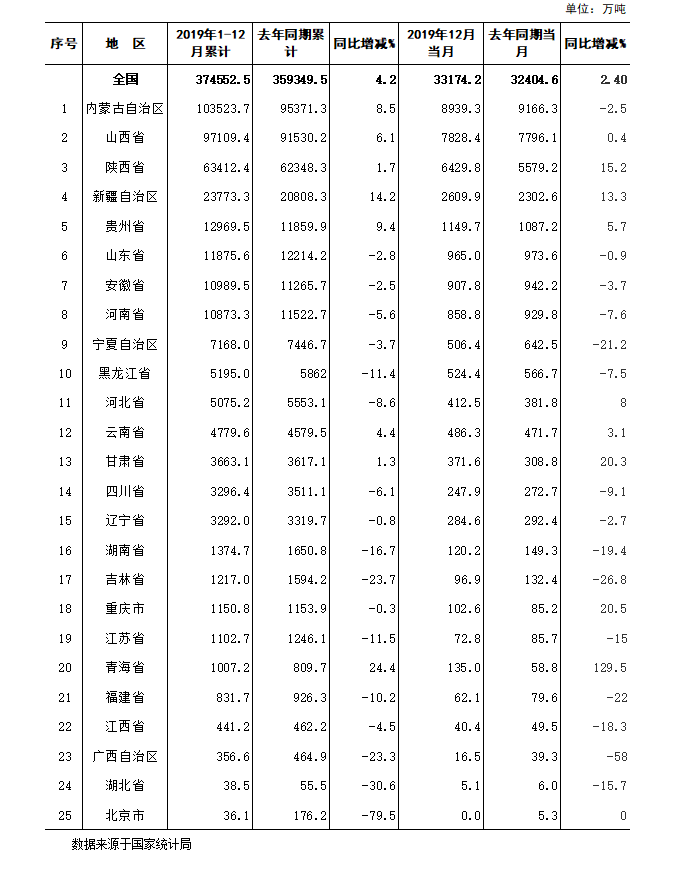 单位：万吨
序号 地 区 2019年1-12月累计 去年同期累计 同比增减% 2019年12月当月 去年同期当月 同比增减%
全国 374552.5 359349.5 4.2 33174.2 32404.6 2.40
1 内蒙古自治区 103523.7 95371.3 8.5 8939.3 9166.3 -2.5
2 山西省 97109.4 91530.2 6.1 7828.4 7796.1 0.4
3 陕西省 63412.4 62348.3 1.7 6429.8 5579.2 15.2
4 新疆自治区 23773.3 20808.3 14.2 2609.9 2302.6 13.3
5 贵州省 12969.5 11859.9 9.4 1149.7 1087.2 5.7
6 山东省 11875.6 12214.2 -2.8 965.0 973.6 -0.9
7 安徽省 10989.5 11265.7 -2.5 907.8 942.2 -3.7
8 河南省 10873.3 11522.7 -5.6 858.8 929.8 -7.6
9 宁夏自治区 7168.0 7446.7 -3.7 506.4 642.5 -21.2
10 黑龙江省 5195.0 5862 -11.4 524.4 566.7 -7.5
11 河北省 5075.2 5553.1 -8.6 412.5 381.8 8
12 云南省 4779.6 4579.5 4.4 486.3 471.7 3.1
13 甘肃省 3663.1 3617.1 1.3 371.6 308.8 20.3
14 四川省 3296.4 3511.1 -6.1 247.9 272.7 -9.1
15 辽宁省 3292.0 3319.7 -0.8 284.6 292.4 -2.7
16 湖南省 1374.7 1650.8 -16.7 120.2 149.3 -19.4
17 吉林省 1217.0 1594.2 -23.7 96.9 132.4 -26.8
18 重庆市 1150.8 1153.9 -0.3 102.6 85.2 20.5
19 江苏省 1102.7 1246.1 -11.5 72.8 85.7 -15
20 青海省 1007.2 809.7 24.4 135.0 58.8 129.5
21 福建省 831.7 926.3 -10.2 62.1 79.6 -22
22 江西省 441.2 462.2 -4.5 40.4 49.5 -18.3
23 广西自治区 356.6 464.9 -23.3 16.5 39.3 -58
24 湖北省 38.5 55.5 -30.6 5.1 6.0 -15.7
25 北京市 36.1 176.2 -79.5 0.0 5.3 0
数据来源于国家统计局